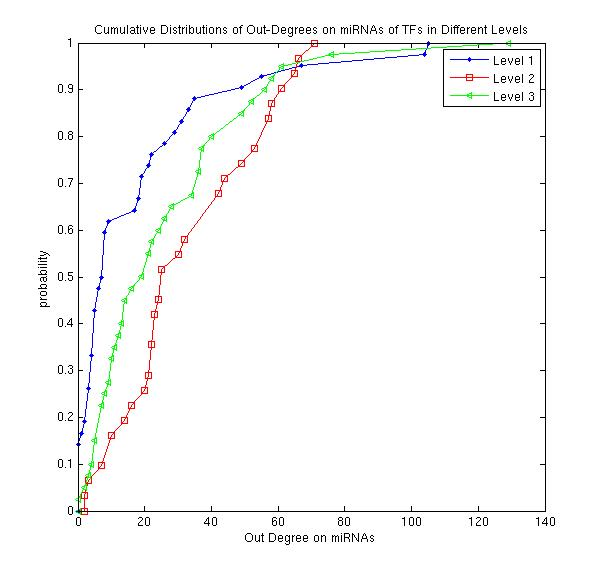 Cumulative Distributions of Out-Degrees on miRNAs of TFs in Different Levels
1
0.9
0.8
0.7
0.6
0.5
0.4
0.3
0.2
0.1
0
probability
Level 1
Level 2
Level 3
0 20 40 60 80 100 120 140
Out Degree on miRNAs